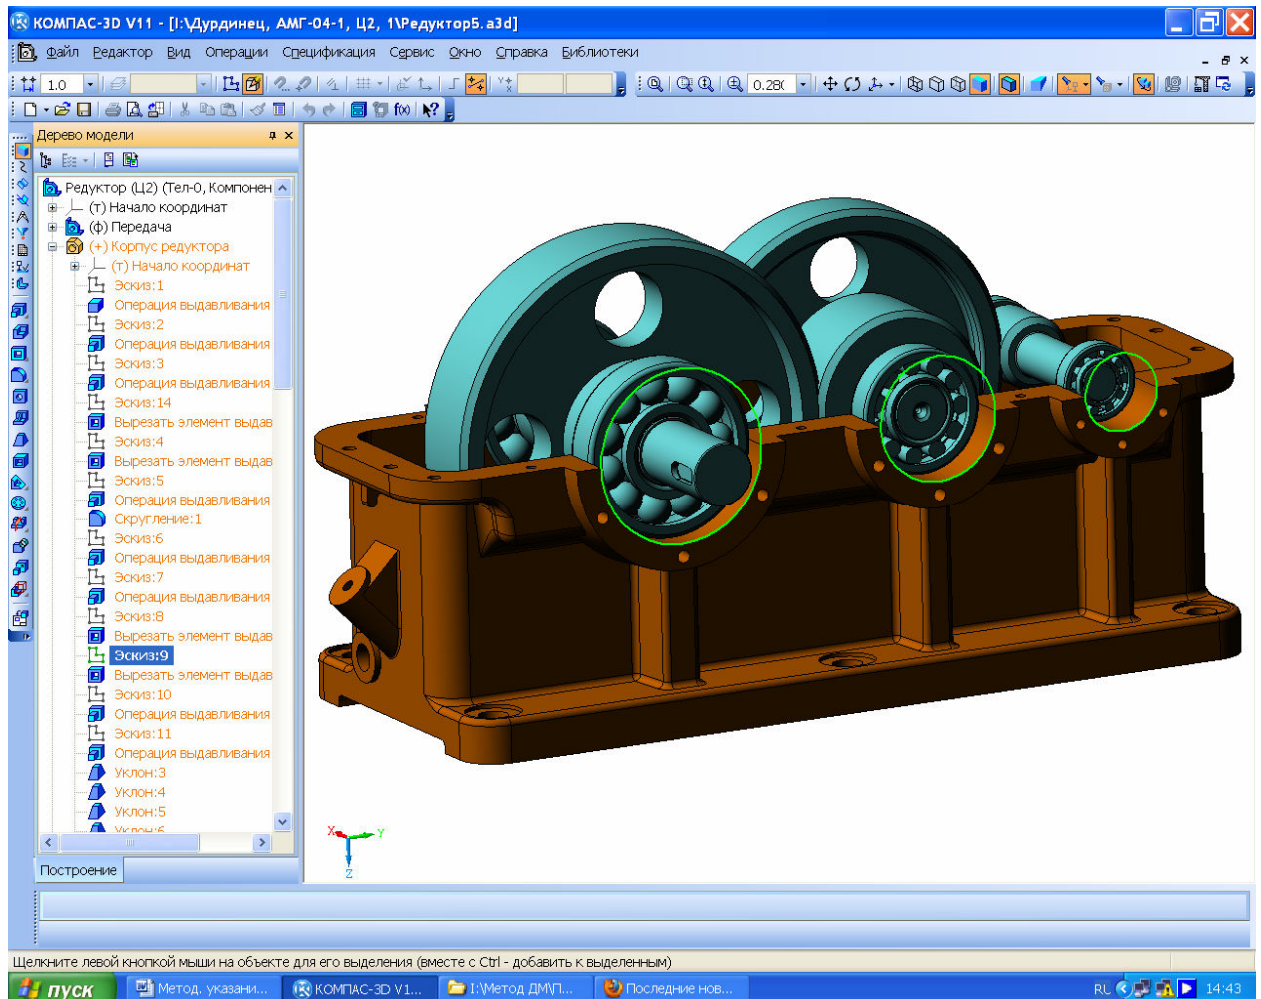 КОМПАС-3D V11 - [I:\Дурдинец, АМГ-04-1, Ц2, 1\Редуктор5.a3d]
Файл Редактор Вид Операции Спецификация Сервис Окно Справка Библиотеки
1.0
0.280
f(x)
Дерево модели
Редуктор (Ц2) (Тел-0, Компонен
(т) Начало координат
(ф) Передача
(+) Корпус редуктора
(т) Начало координат
Эскиз:1
Операция выдавливания
Эскиз:2
Операция выдавливания
Эскиз:3
Операция выдавливания
Эскиз:14
Вырезать элемент выдав
Эскиз:4
Вырезать элемент выдав
Эскиз:5
Операция выдавливания
Скругление:1
Эскиз:6
Операция выдавливания
Эскиз:7
Операция выдавливания
Эскиз:8
Вырезать элемент выдав
Эскиз:9
Вырезать элемент выдав
Эскиз:10
Операция выдавливания
Эскиз:11
Операция выдавливания
Уклон:3
Уклон:4
Уклон:5
Уклон:6
X Y
Z
Построение
Щелкните левой кнопкой мыши на объекте для его выделения (вместе с Ctrl - добавить к выделенным)
пуск Метод. указани... КОМПАС-3D V1... I:\Метод ДМ\П... Последние нов... RL 14:43